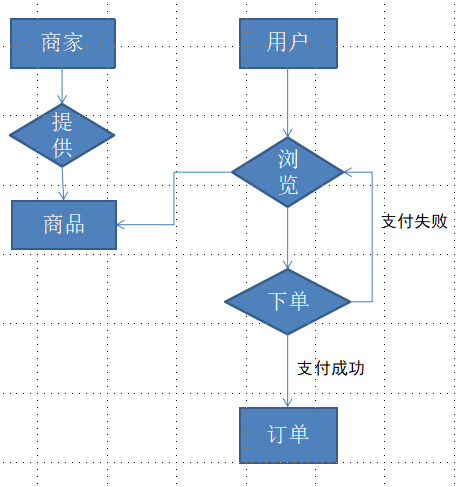 商家
用户
提
供
浏
览
商品
支付失败
下单
支付成功
订单